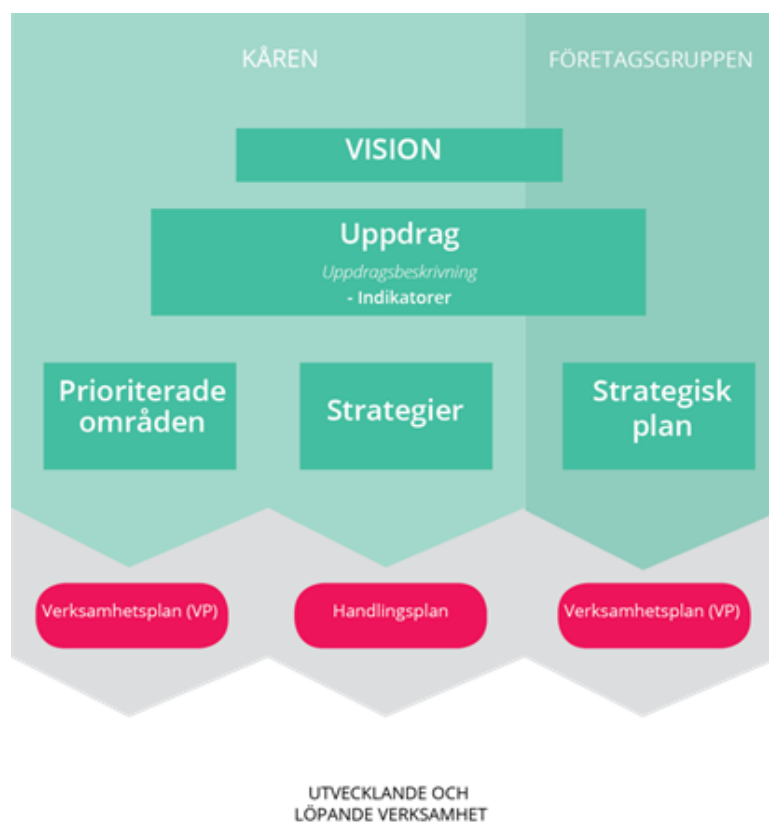 KÅREN
FÖRETAGSGRUPPEN
VISION
Uppdrag
Uppdragsbeskrivning
- Indikatorer
Prioriterade
områden
Strategier
Strategisk
plan
Verksamhetsplan (VP)
Handlingsplan
Verksamhetsplan (VP)
UTVECKLANDE OCH
LÖPANDE VERKSAMHET